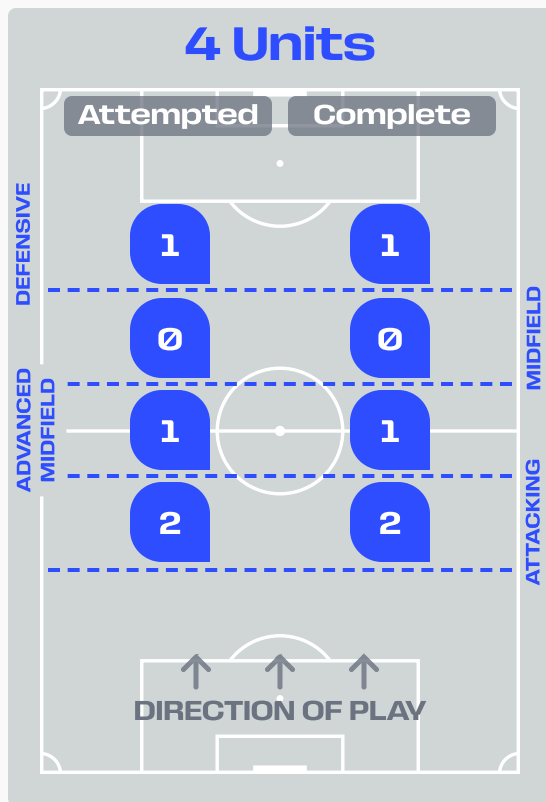 4 Units
Attempted Complete
DEFENSIVE
1 1
MIDFIELD
0 0
ADVANCED
MIDFIELD
1 1
ATTACKING
2 2
DIRECTION OF PLAY